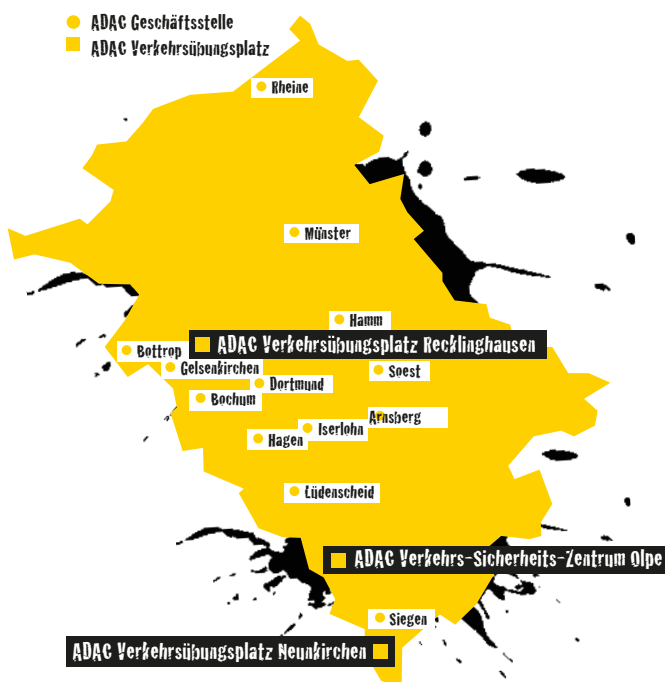 ADAC Geschäftsstelle
ADAC Verkehrsübungsplatz
Rheine
Münster
Hamm
ADAC Verkehrsübungsplatz Recklinghausen
Bottrop
Gelsenkirchen
Soest
Dortmund
Bochum
Arnsberg
Iserlohn
Hagen
Lüdenscheid
ADAC Verkehrs-Sicherheits-Zentrum Olpe
Siegen
ADAC Verkehrsübungsplatz Neunkirchen